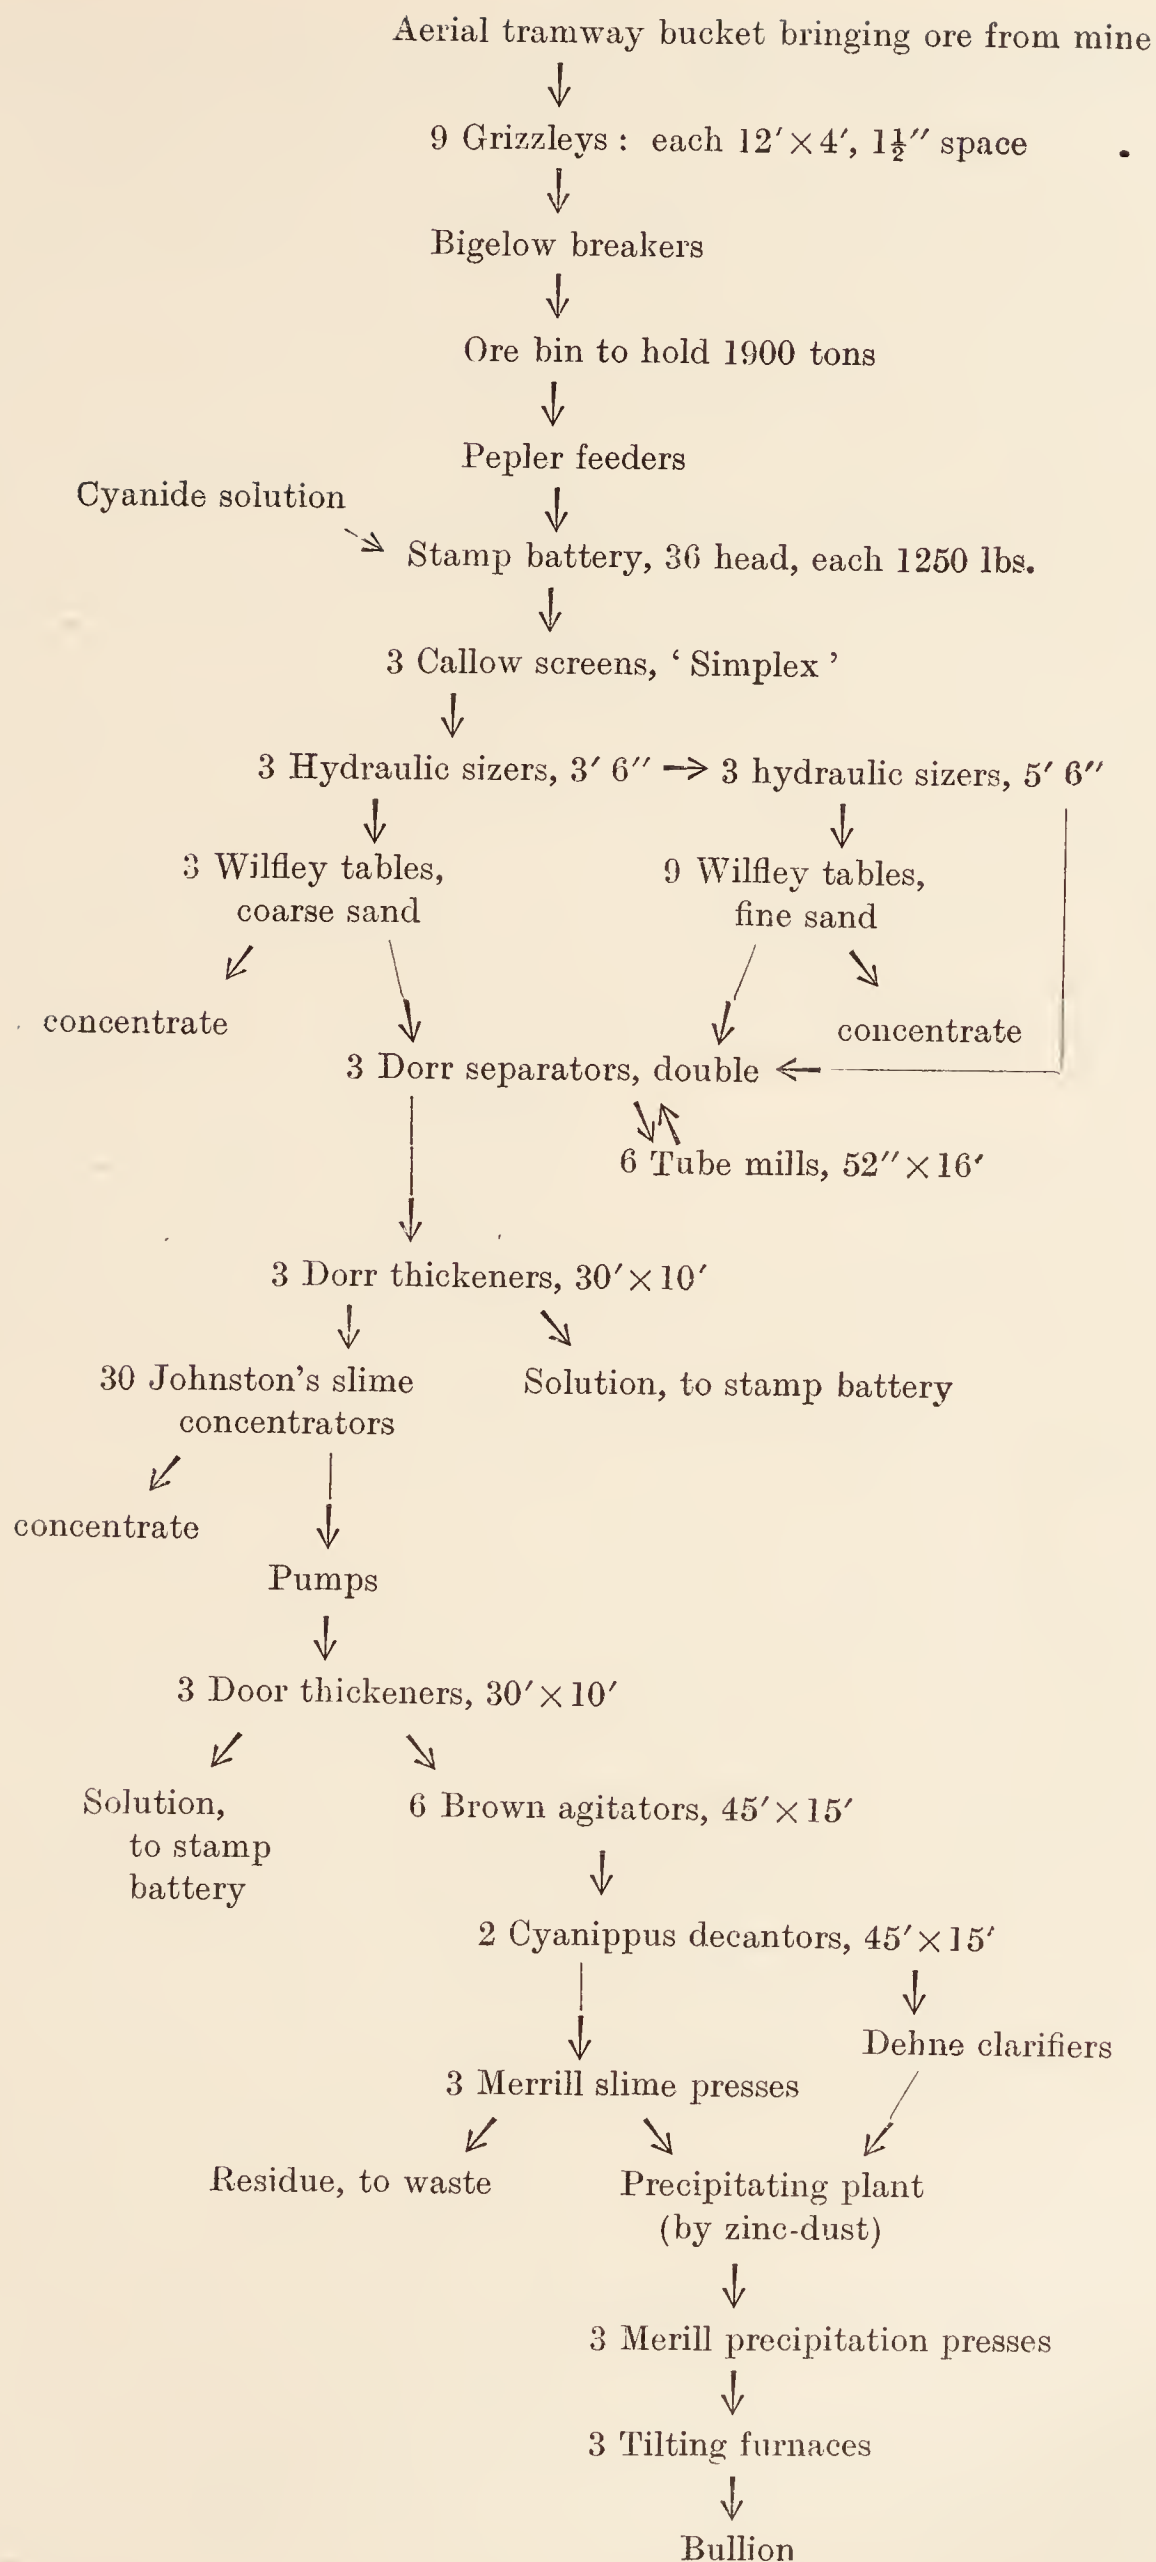 Aerial tramway bucket bringing ore from mine
9 Grizzleys : each 12′×4′, 1½″ space
Bigelow breakers
Ore bin to hold 1900 tons
Pepler feeders
Cyanide solution
Stamp battery, 36 head, each 1250 lbs.
3 Callow screens, ‘ Simplex ’
3 Hydraulic sizers, 3′ 6″ → 3 hydraulic sizers, 5′ 6″
3 Wilfley tables,
coarse sand
9 Wilfley tables,
fine sand
concentrate
concentrate
3 Dorr separators, double
6 Tube mills, 52″×16′
3 Dorr thickeners, 30′×10′
30 Johnston’s slime
concentrators
Solution, to stamp battery
concentrate
Pumps
3 Door thickeners, 30′×10′
Solution,
to stamp
battery
6 Brown agitators, 45′×15′
2 Cyanippus decantors, 45′×15′
Dehne clarifiers
3 Merrill slime presses
Residue, to waste
Precipitating plant
(by zinc-dust)
3 Merill precipitation presses
3 Tilting furnaces
Bullion